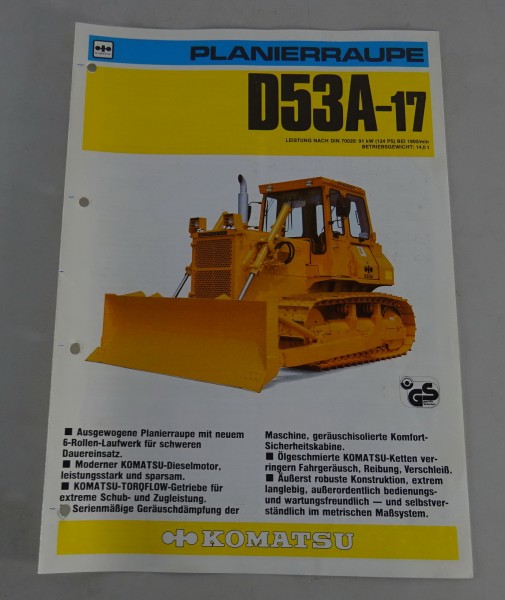 PLANIERRAUPE
D53A-17
LEISTUNG NACH DIN 70020: 91 kW (124 PS) BEI 1900/min
BETRIEBSGEWICHT: 14,0 t
■ Ausgewogene Planierraupe mit neuem
6-Rollen-Laufwerk für schweren
Dauereinsatz.
■ Moderner KOMATSU-Dieselmotor,
leistungsstark und sparsam.
■ KOMATSU-TORQFLOW-Getriebe für
extreme Schub- und Zugleistung.
Serienmäßige Geräuschdämpfung der
Maschine, geräuschisolierte Komfort-
Sicherheitskabine.
■ Ölgeschmierte KOMATSU-Ketten ver-
ringern Fahrgeräusch, Reibung, Verschleiß.
■ Äußerst robuste Konstruktion, extrem
langlebig, außerordentlich bedienungs-
und wartungsfreundlich — und selbstver-
ständlich im metrischen Maßsystem.
GS
KOMATSU